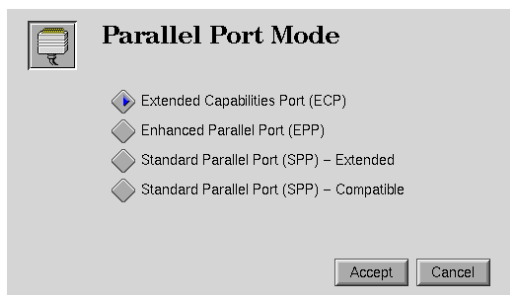 Parallel Port Mode
Extended Capabilities Port (ECP)
Enhanced Parallel Port (EPP)
Standard Parallel Port (SPP) – Extended
Standard Parallel Port (SPP) – Compatible
Accept Cancel